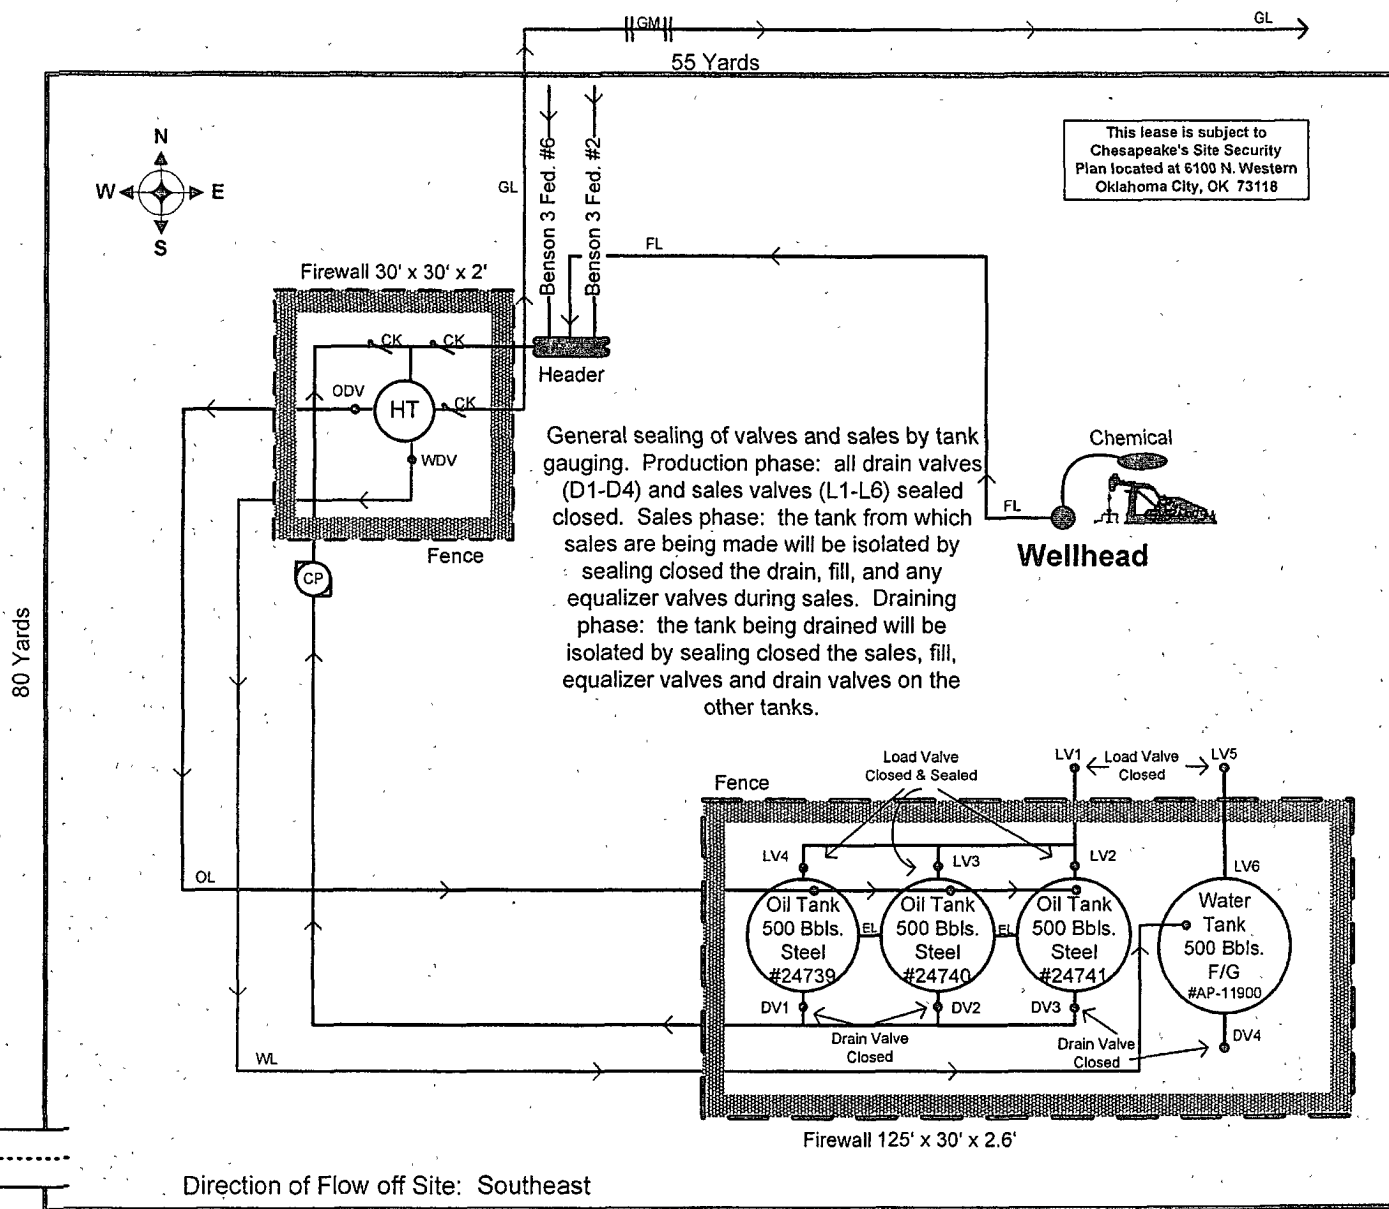 GM
GL
55 Yards
N
W E
S
This lease is subject to
Chesapeake's Site Security
Plan located at 6100 N. Western
Oklahoma City, OK 73118
GL
Benson 3 Fed. #6
Benson 3 Fed. #2
FL
Firewall 30' x 30' x 2'
CK
CK
Header
ODV
HT
CK
WDV
Fence
CP
General sealing of valves and sales by tank
gauging. Production phase: all drain valves
(D1-D4) and sales valves (L1-L6) sealed
closed. Sales phase: the tank from which
sales are being made will be isolated by
sealing closed the drain, fill, and any
equalizer valves during sales. Draining
phase: the tank being drained will be
isolated by sealing closed the sales, fill,
equalizer valves and drain valves on the
other tanks.
Chemical
FL
Wellhead
80 Yards
Fence
Load Valve
Closed & Sealed
LV1
Load Valve
Closed
LV5
LV4
LV3
LV2
LV6
OL
Oil Tank
500 Bbls.
Steel
#24739
EL
Oil Tank
500 Bbls.
Steel
#24740
EL
Oil Tank
500 Bbls.
Steel
#24741
Water
Tank
500 Bbls.
F/G
#AP-11900
DV1
DV2
DV3
DV4
Drain Valve
Closed
Drain Valve
Closed
WL
Firewall 125' x 30' x 2.6'
Direction of Flow off Site: Southeast